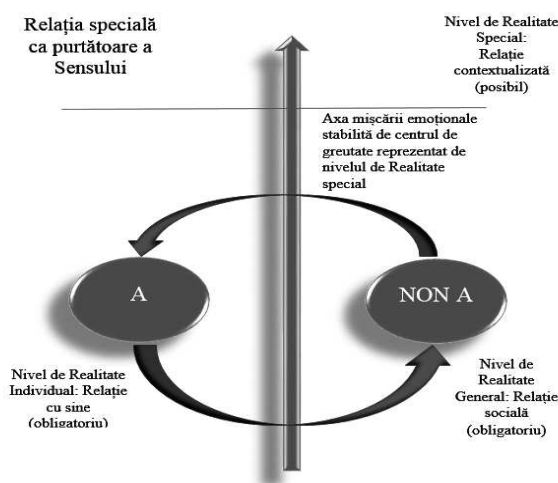 Relația specială
ca purtătoare a
Sensului
Nivel de Realitate
Special:
Relație
contextualizată
(posibil)
Axa mișcării emoționale
stabilită de centrul de
greutate reprezentat de
nivelul de Realitate
special
A
NON A
Nivel de Realitate
Individual: Relație
cu sine
(obligatoriu)
Nivel de
Realitate
General: Relație
socială
(obligatoriu)